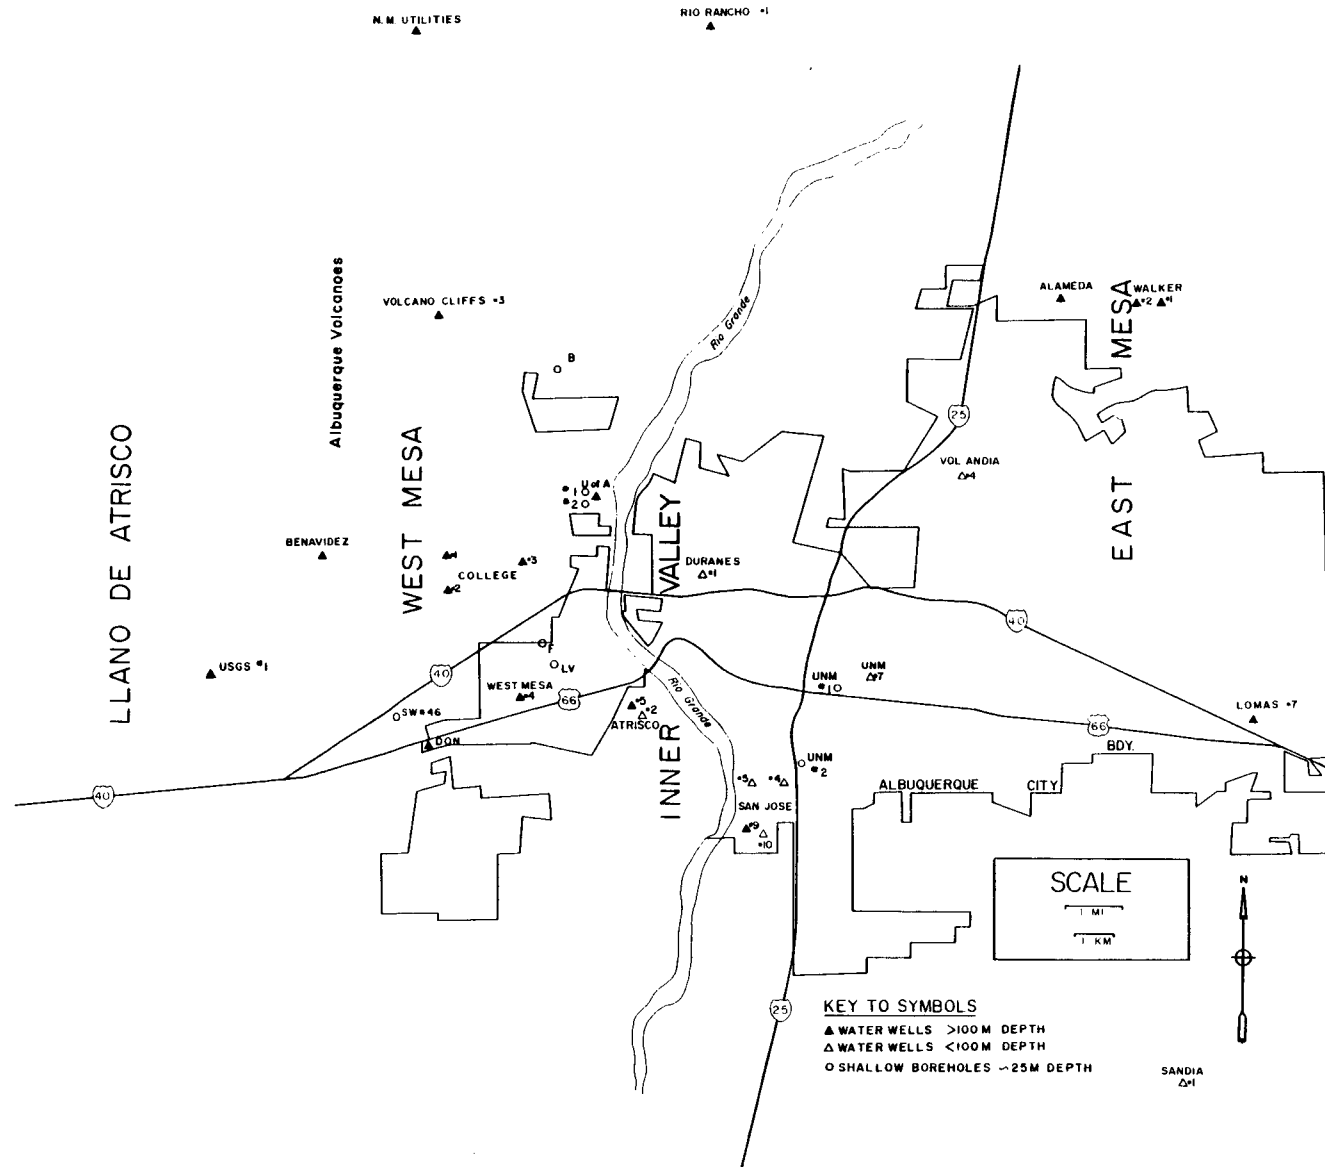 N.M. UTILITIES
RIO RANCHO #1
Albuquerque Volcanoes
VOLCANO CLIFFS #3
Rio Grande
ALAMEDA
WALKER
#2
#1
EAST MESA
B
25
LLANO DE ATRISCO
WEST MESA
VOL ANDIA
#4
U of A
#1
#2
INNER VALLEY
BENAVIDEZ
#1
#3
COLLEGE
#2
DURANES
#1
40
F
LV
USGS #1
40
WEST MESA
#4
66
Rio Grande
UNM
#1
UNM
#7
SW#46
#5
#2
ATRISCO
DON
LOMAS #7
66
BDY.
UNM
#2
#5
#4
ALBUQUERQUE CITY
40
SAN JOSE
#9
#10
SCALE
1 MI
1 KM
N
25
KEY TO SYMBOLS
▲ WATER WELLS >100M DEPTH
△ WATER WELLS <100M DEPTH
○ SHALLOW BOREHOLES ~25M DEPTH
SANDIA
#1